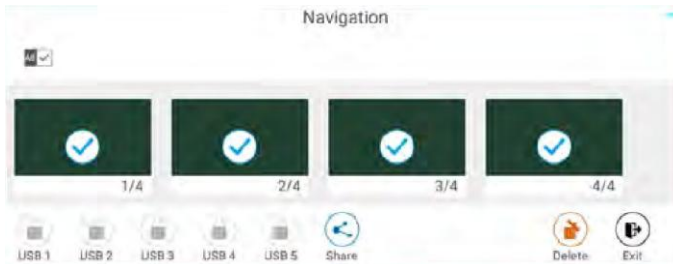 Navigation
All
1/4 2/4 3/4 4/4
USB 1 USB 2 USB 3 USB 4 USB 5 Share Delete Exit